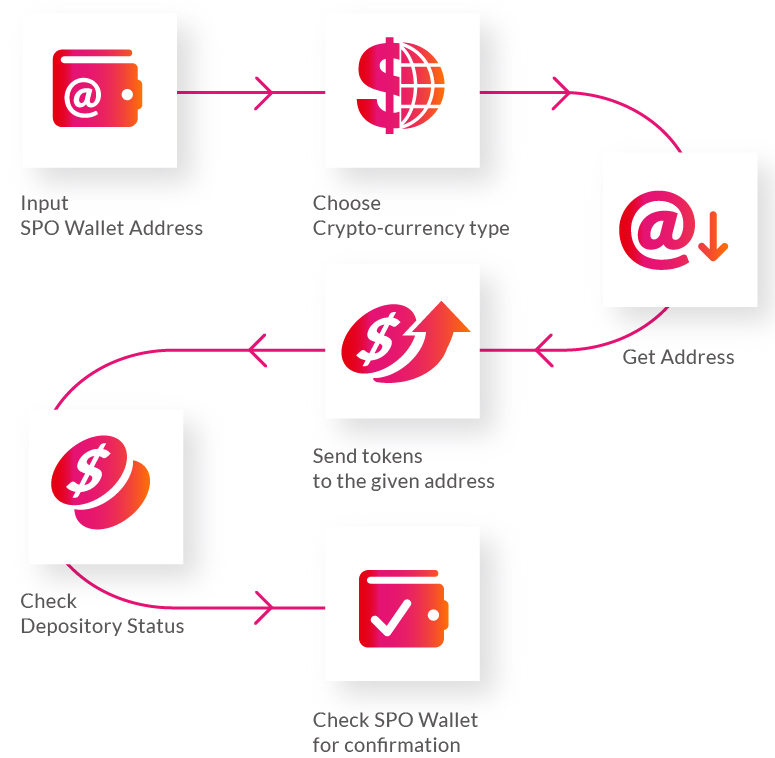 Input
SPO Wallet Address
Choose
Crypto-currency type
Get Address
Send tokens
to the given address
Check
Depository Status
Check SPO Wallet
for confirmation